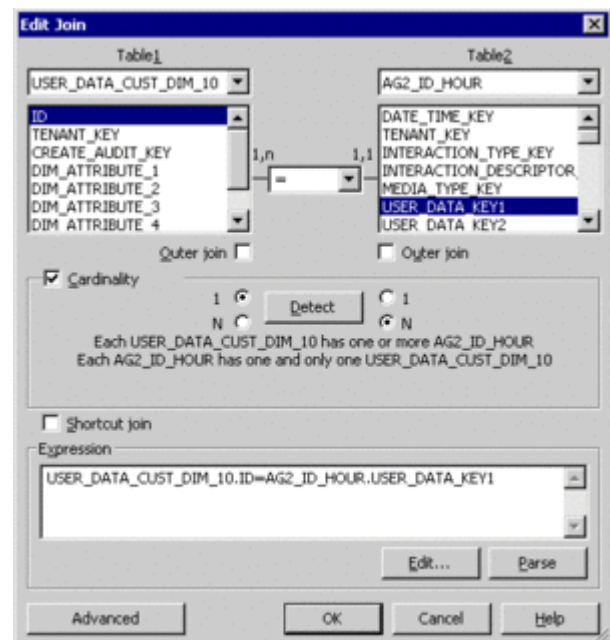 Edit Join
Table1 Table2
USER_DATA_CUST_DIM_10 AG2_ID_HOUR
ID
TENANT_KEY
CREATE_AUDIT_KEY
DIM_ATTRIBUTE_1
DIM_ATTRIBUTE_2
DIM_ATTRIBUTE_3
DIM_ATTRIBUTE_4
1,n = 1,1
DATE_TIME_KEY
TENANT_KEY
INTERACTION_TYPE_KEY
INTERACTION_DESCRIPTOR_
MEDIA_TYPE_KEY
USER_DATA_KEY1
USER_DATA_KEY2
Outer join Outer join
Cardinality
1 Detect 1
N N
Each USER_DATA_CUST_DIM_10 has one or more AG2_ID_HOUR
Each AG2_ID_HOUR has one and only one USER_DATA_CUST_DIM_10
Shortcut join
Expression
USER_DATA_CUST_DIM_10.ID=AG2_ID_HOUR.USER_DATA_KEY1
Edit... Parse
Advanced OK Cancel Help